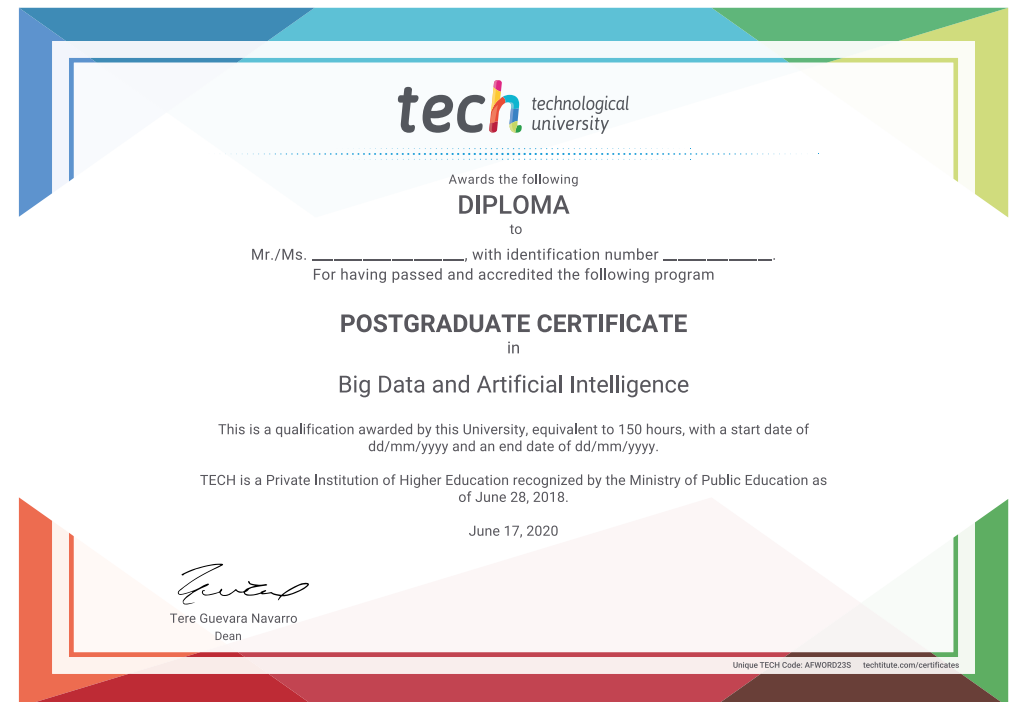 tech technological
university
Awards the following
DIPLOMA
to
Mr./Ms. _______________, with identification number ___________.
For having passed and accredited the following program
POSTGRADUATE CERTIFICATE
in
Big Data and Artificial Intelligence
This is a qualification awarded by this University, equivalent to 150 hours, with a start date of
dd/mm/yyyy and an end date of dd/mm/yyyy.
TECH is a Private Institution of Higher Education recognized by the Ministry of Public Education as
of June 28, 2018.
June 17, 2020
Tere Guevara Navarro
Dean
Unique TECH Code: AFWORD23S techtitute.com/certificates